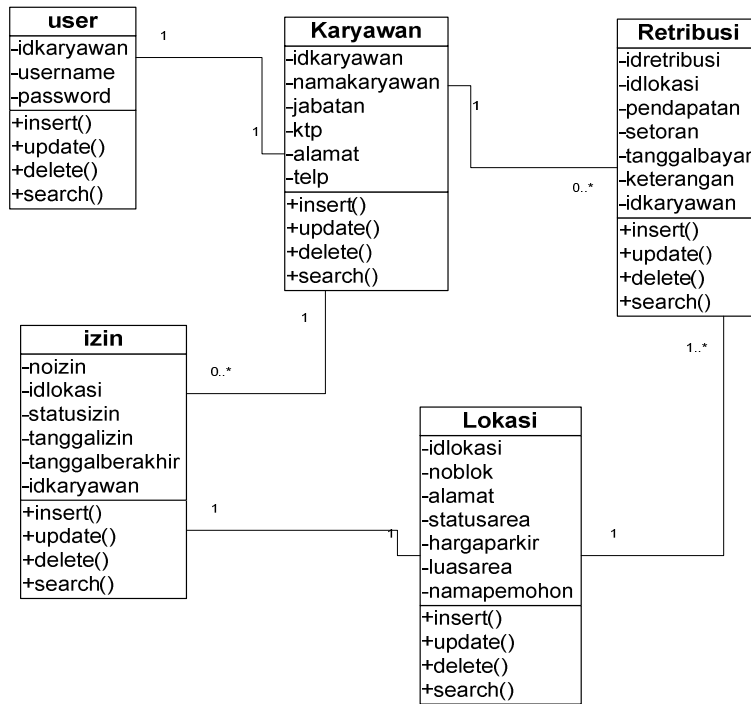 user
-idkaryawan
-username
-password
+insert()
+update()
+delete()
+search()
1
1
Karyawan
-idkaryawan
-namakaryawan
-jabatan
-ktp
-alamat
-telp
+insert()
+update()
+delete()
+search()
1
0..*
Retribusi
-idretribusi
-idlokasi
-pendapatan
-setoran
-tanggalbayar
-keterangan
-idkaryawan
+insert()
+update()
+delete()
+search()
1
0..*
1..*
izin
-noizin
-idlokasi
-statusizin
-tanggalizin
-tanggalberakhir
-idkaryawan
+insert()
+update()
+delete()
+search()
1
1
Lokasi
-idlokasi
-noblok
-alamat
-statusarea
-hargaparkir
-luasarea
-namapemohon
+insert()
+update()
+delete()
+search()
1